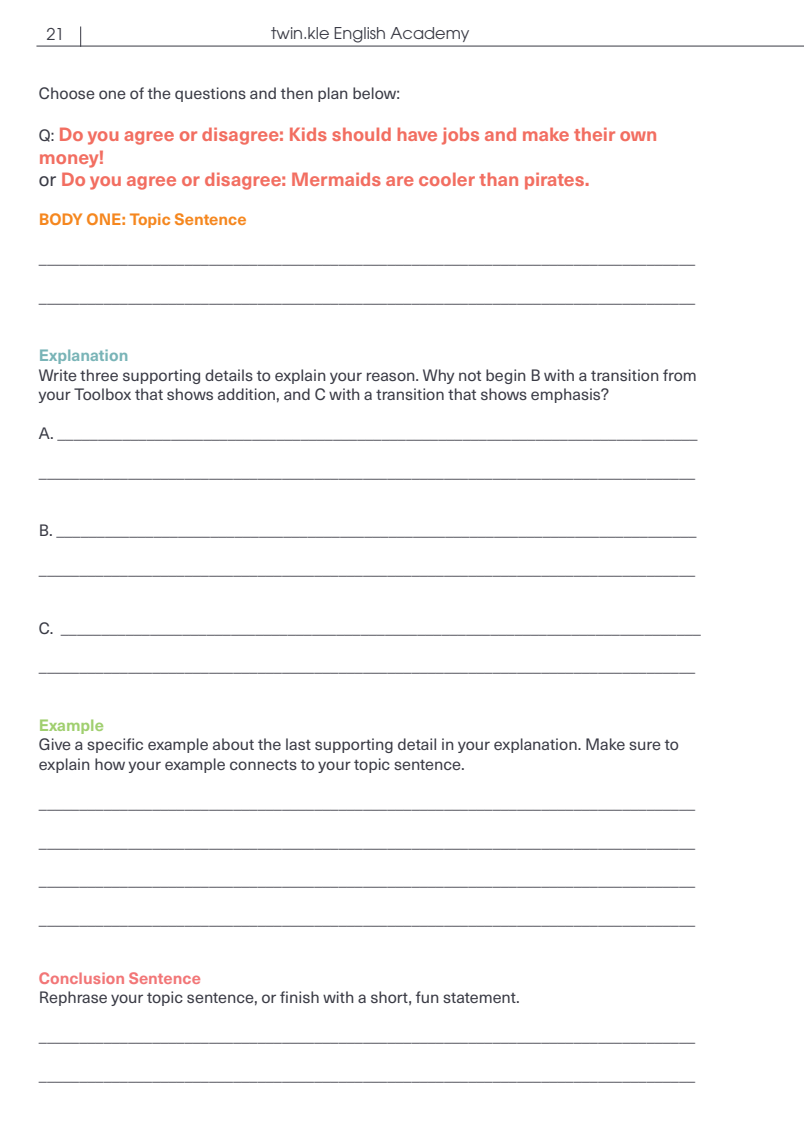 21 twin.kle English Academy
Choose one of the questions and then plan below:
Q: Do you agree or disagree: Kids should have jobs and make their own
money!
or Do you agree or disagree: Mermaids are cooler than pirates.
BODY ONE: Topic Sentence
Explanation
Write three supporting details to explain your reason. Why not begin B with a transition from
your Toolbox that shows addition, and C with a transition that shows emphasis?
A.
B.
C.
Example
Give a specific example about the last supporting detail in your explanation. Make sure to
explain how your example connects to your topic sentence.
Conclusion Sentence
Rephrase your topic sentence, or finish with a short, fun statement.